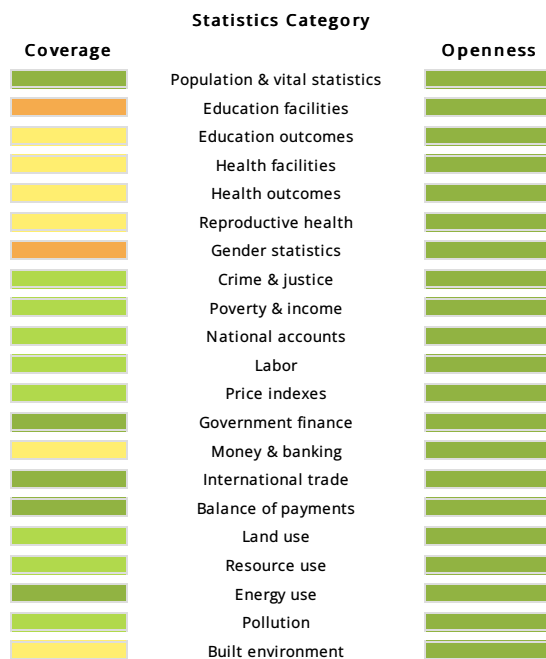 Statistics Category
Coverage
Openness
Population & vital statistics
Education facilities
Education outcomes
Health facilities
Health outcomes
Reproductive health
Gender statistics
Crime & justice
Poverty & income
National accounts
Labor
Price indexes
Government finance
Money & banking
International trade
Balance of payments
Land use
Resource use
Energy use
Pollution
Built environment